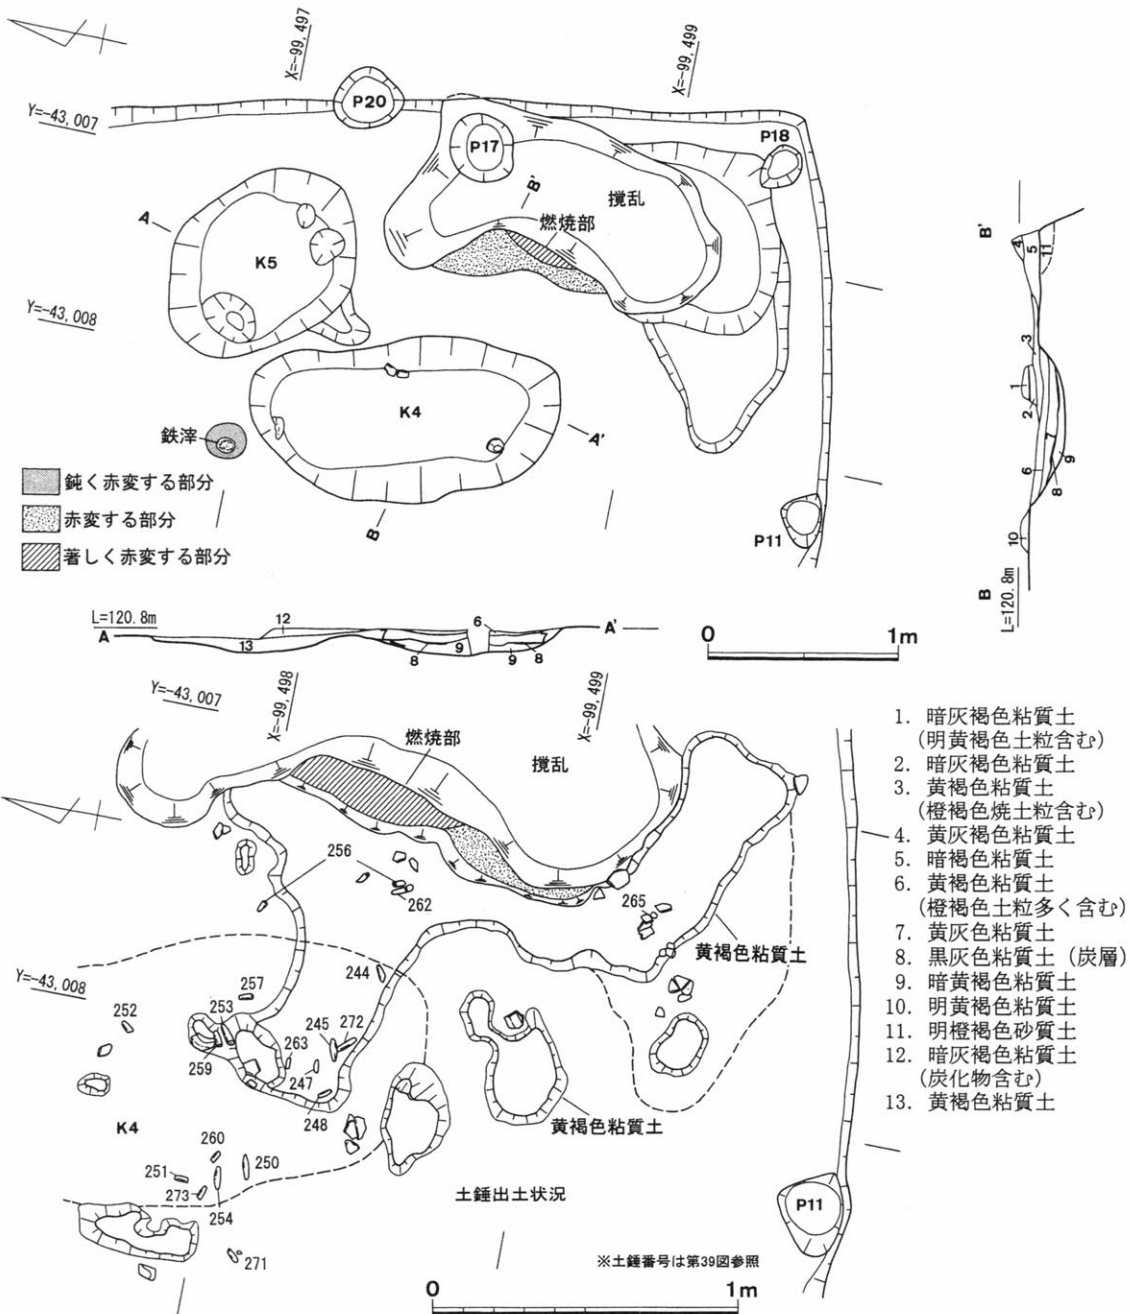 X=-99,497
X=-99,499
Y=-43,007
P20
P17
P18
B'
攪乱
燃焼部
A
K5
Y=-43,008
K4
A'
鉄滓
鈍く赤変する部分
赤変する部分
著しく赤変する部分
B
P11
B'
4
5
11
3
1
2
7
6
9
8
10
B
L=120.8m
L=120.8m
A
12
13
7
8
9
6
9
8
A'
0
1m
Y=-43,007
X=-99,498
X=-99,499
燃焼部
攪乱
256
262
265
黄褐色粘質土
Y=-43,008
244
257
253
252
245
272
263
259
247
248
黄褐色粘質土
K4
260
250
251
273
254
271
土錘出土状況
P11
※土錘番号は第39図参照
0
1m
1. 暗灰褐色粘質土
(明黄褐色土粒含む)
2. 暗灰褐色粘質土
3. 黄褐色粘質土
(橙褐色焼土粒含む)
4. 黄灰褐色粘質土
5. 暗褐色粘質土
6. 黄褐色粘質土
(橙褐色土粒多く含む)
7. 黄灰色粘質土
8. 黒灰色粘質土(炭層)
9. 暗黄褐色粘質土
10. 明黄褐色粘質土
11. 明橙褐色砂質土
12. 暗灰褐色粘質土
(炭化物含む)
13. 黄褐色粘質土